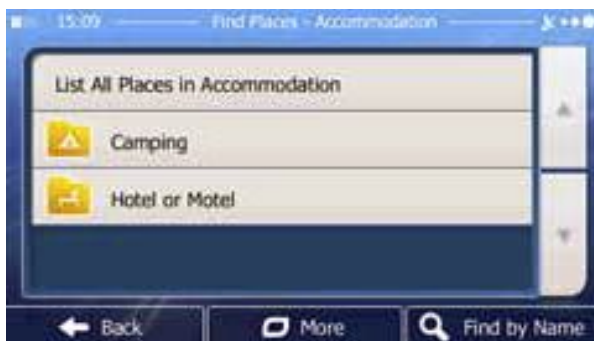 15:09 Find Places - Accommodation
List All Places in Accommodation
Camping
Hotel or Motel
Back More Find by Name